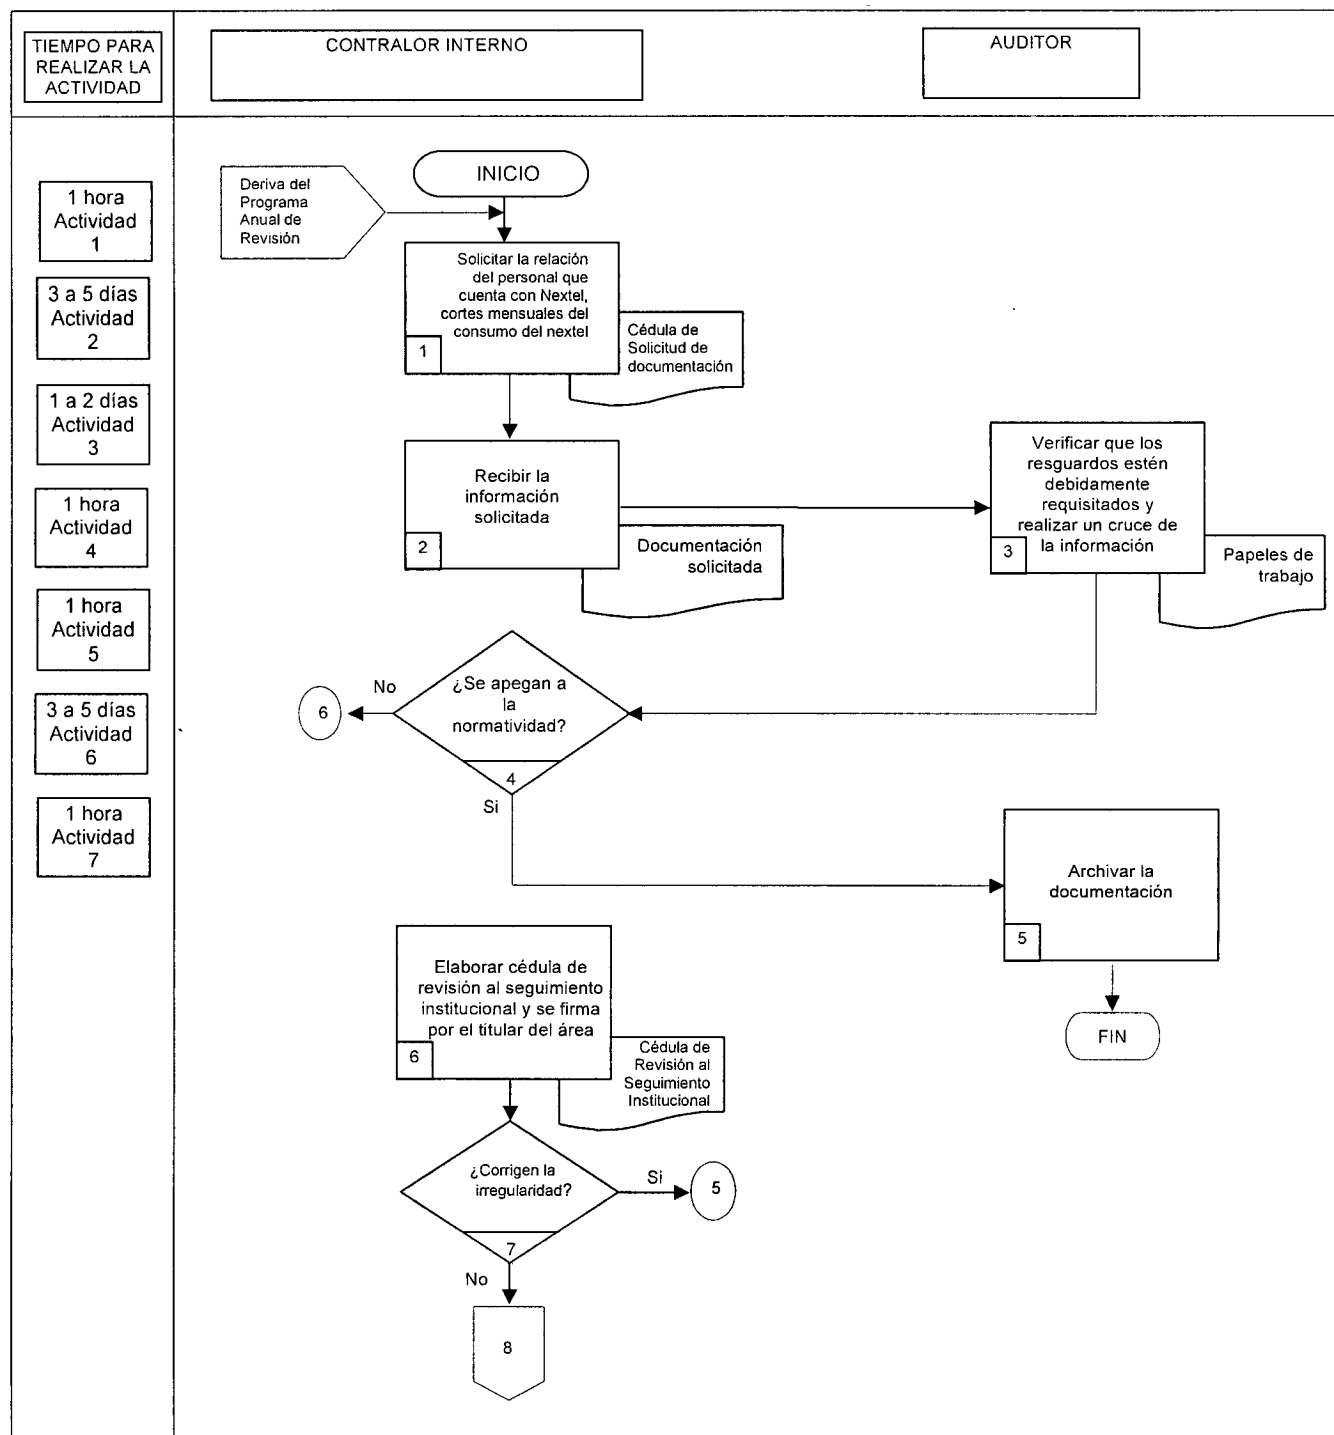 TIEMPO PARA
REALIZAR LA
ACTIVIDAD
CONTRALOR INTERNO
AUDITOR
1 hora
Actividad
1
3 a 5 días
Actividad
2
1 a 2 días
Actividad
3
1 hora
Actividad
4
1 hora
Actividad
5
3 a 5 días
Actividad
6
1 hora
Actividad
7
INICIO
Deriva del
Programa
Anual de
Revisión
Solicitar la relación
del personal que
cuenta con Nextel,
cortes mensuales del
consumo del nextel
1
Cédula de
Solicitud de
documentación
Recibir la
información
solicitada
2
Documentación
solicitada
Verificar que los
resguardos estén
debidamente
requisitados y
realizar un cruce de
la información
3
Papeles de
trabajo
¿Se apegan a
la
normatividad?
4
No
6
Si
Archivar la
documentación
5
FIN
Elaborar cédula de
revisión al seguimiento
institucional y se firma
por el titular del área
6
Cédula de
Revisión al
Seguimiento
Institucional
¿Corrigen la
irregularidad?
7
Si
5
No
8